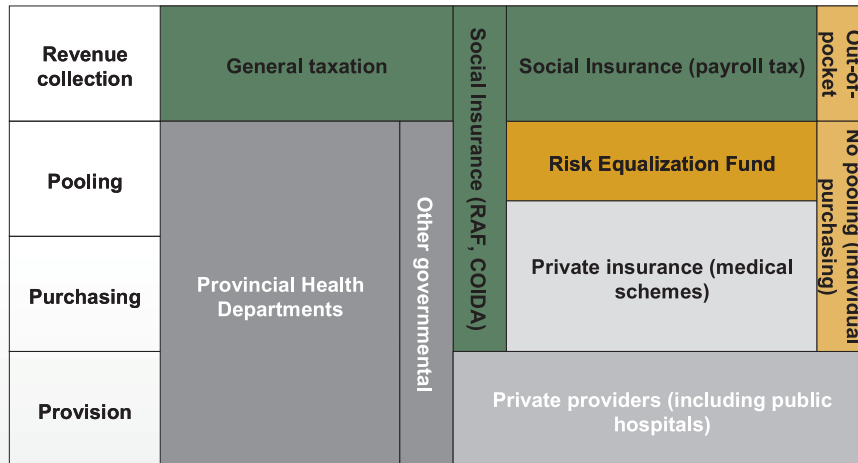 Revenue
collection
General taxation
Social Insurance (RAF, COIDA)
Social Insurance (payroll tax)
Out-of-
pocket
Pooling
Risk Equalization Fund
No pooling (individual
purchasing)
Other governmental
Purchasing
Provincial Health
Departments
Private insurance (medical
schemes)
Provision
Private providers (including public
hospitals)